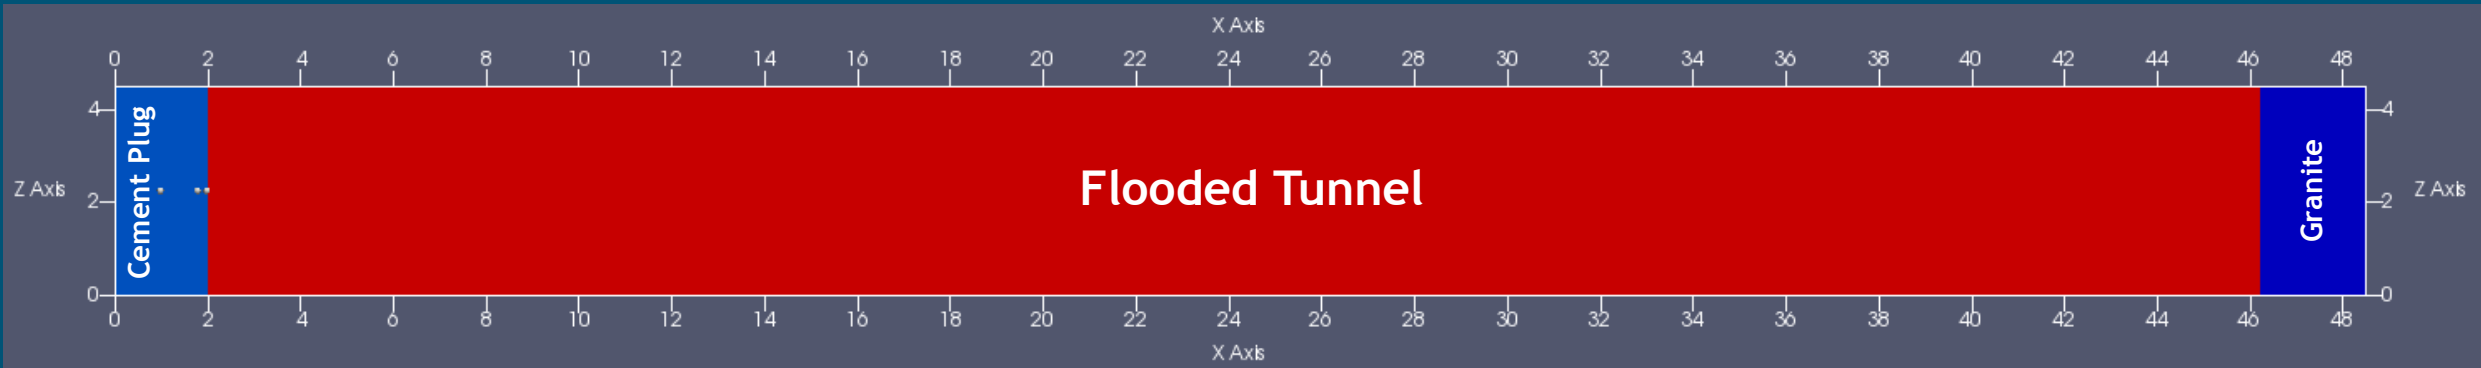 X Axis
0 2 4 6 8 10 12 14 16 18 20 22 24 26 28 30 32 34 36 38 40 42 44 46 48
4 4
Cement Plug
Z Axis
Flooded Tunnel
Granite
Z Axis
2 2
0 0
0 2 4 6 8 10 12 14 16 18 20 22 24 26 28 30 32 34 36 38 40 42 44 46 48
X Axis